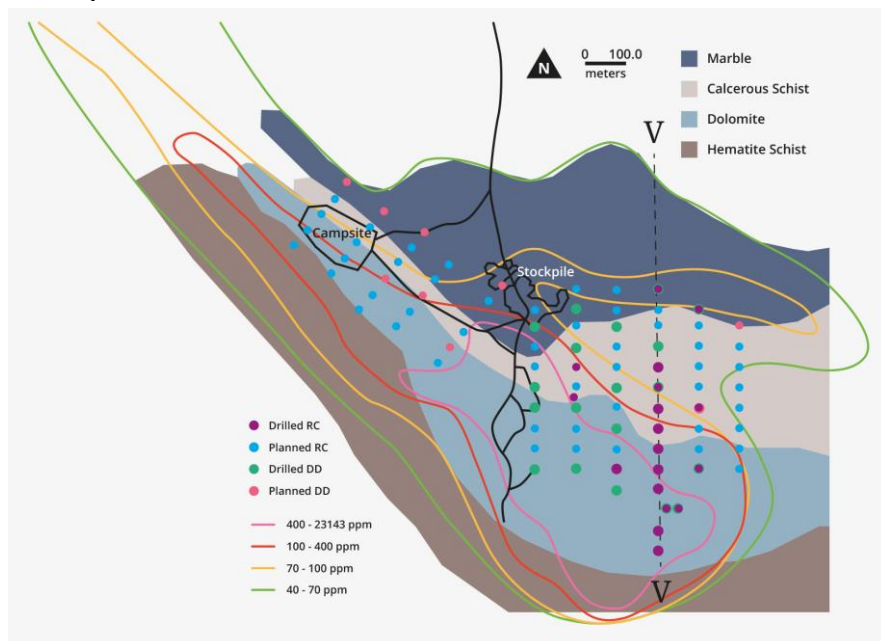 0 100.0
meters
N
Marble
Calcerous Schist
Dolomite
Hematite Schist
V
Campsite
Stockpile
Drilled RC
Planned RC
Drilled DD
Planned DD
400 - 23143 ppm
100 - 400 ppm
70 - 100 ppm
40 - 70 ppm
V